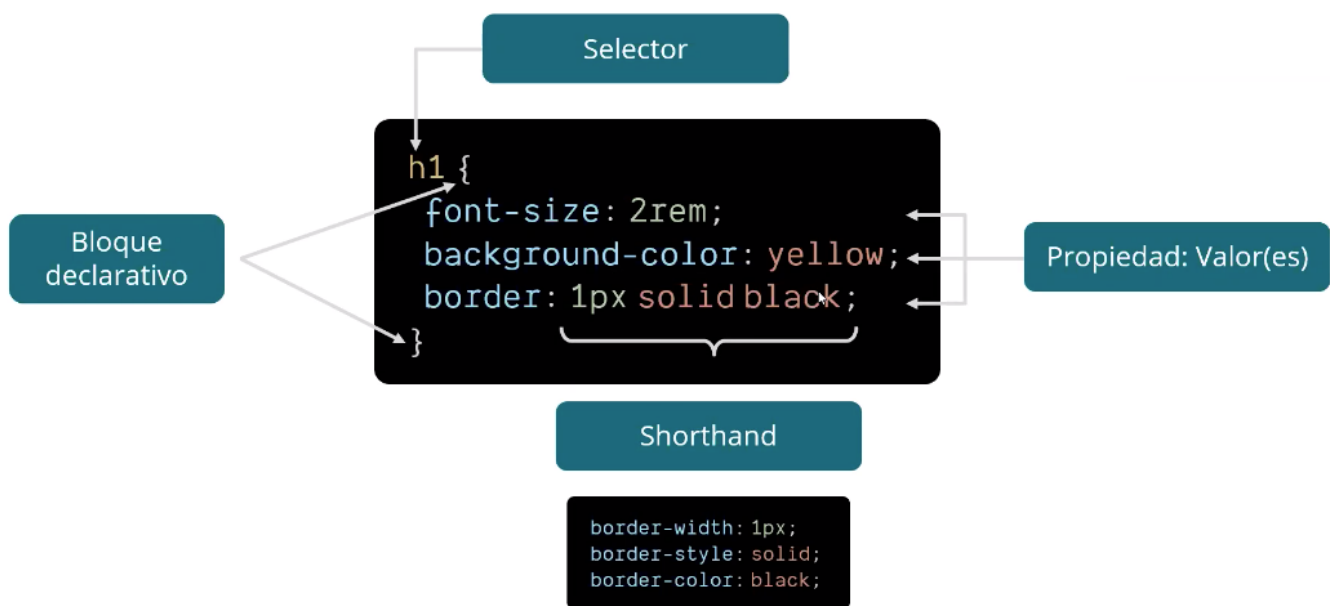 Selector
h1 {
font-size: 2rem;
background-color: yellow;
border: 1px solid black;
}
Bloque
declarativo
Propiedad: Valor(es)
Shorthand
border-width: 1px;
border-style: solid;
border-color: black;